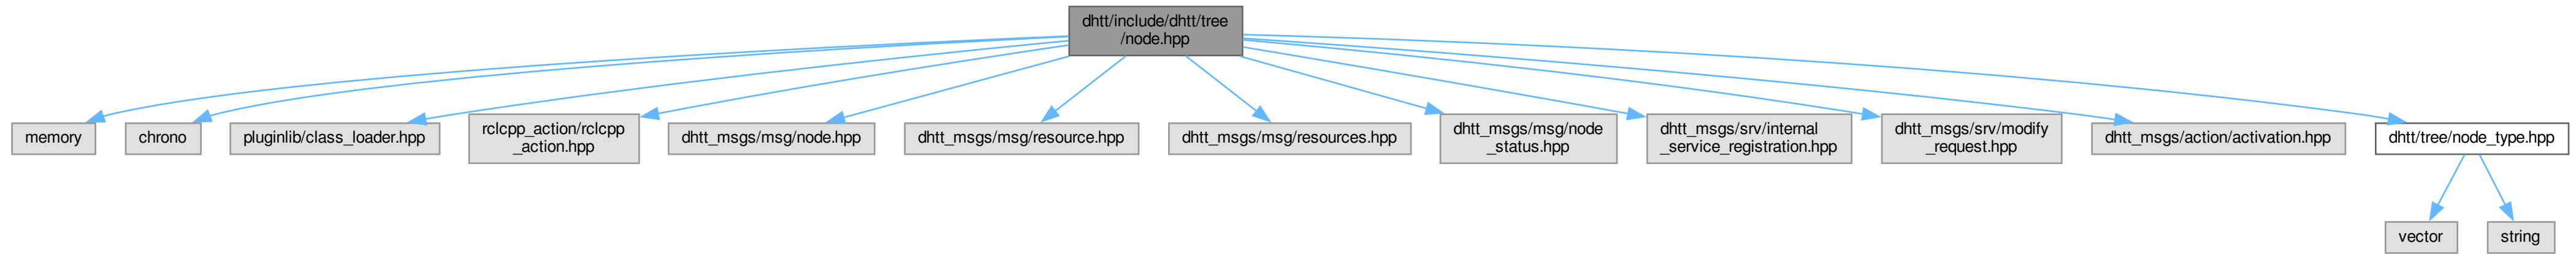 dhtt/include/dhtt/tree
/node.hpp
memory
chrono
pluginlib/class_loader.hpp
rclcpp_action/rclcpp
_action.hpp
dhtt_msgs/msg/node.hpp
dhtt_msgs/msg/resource.hpp
dhtt_msgs/msg/resources.hpp
dhtt_msgs/msg/node
_status.hpp
dhtt_msgs/srv/internal
_service_registration.hpp
dhtt_msgs/srv/modify
_request.hpp
dhtt_msgs/action/activation.hpp
dhtt/tree/node_type.hpp
vector
string